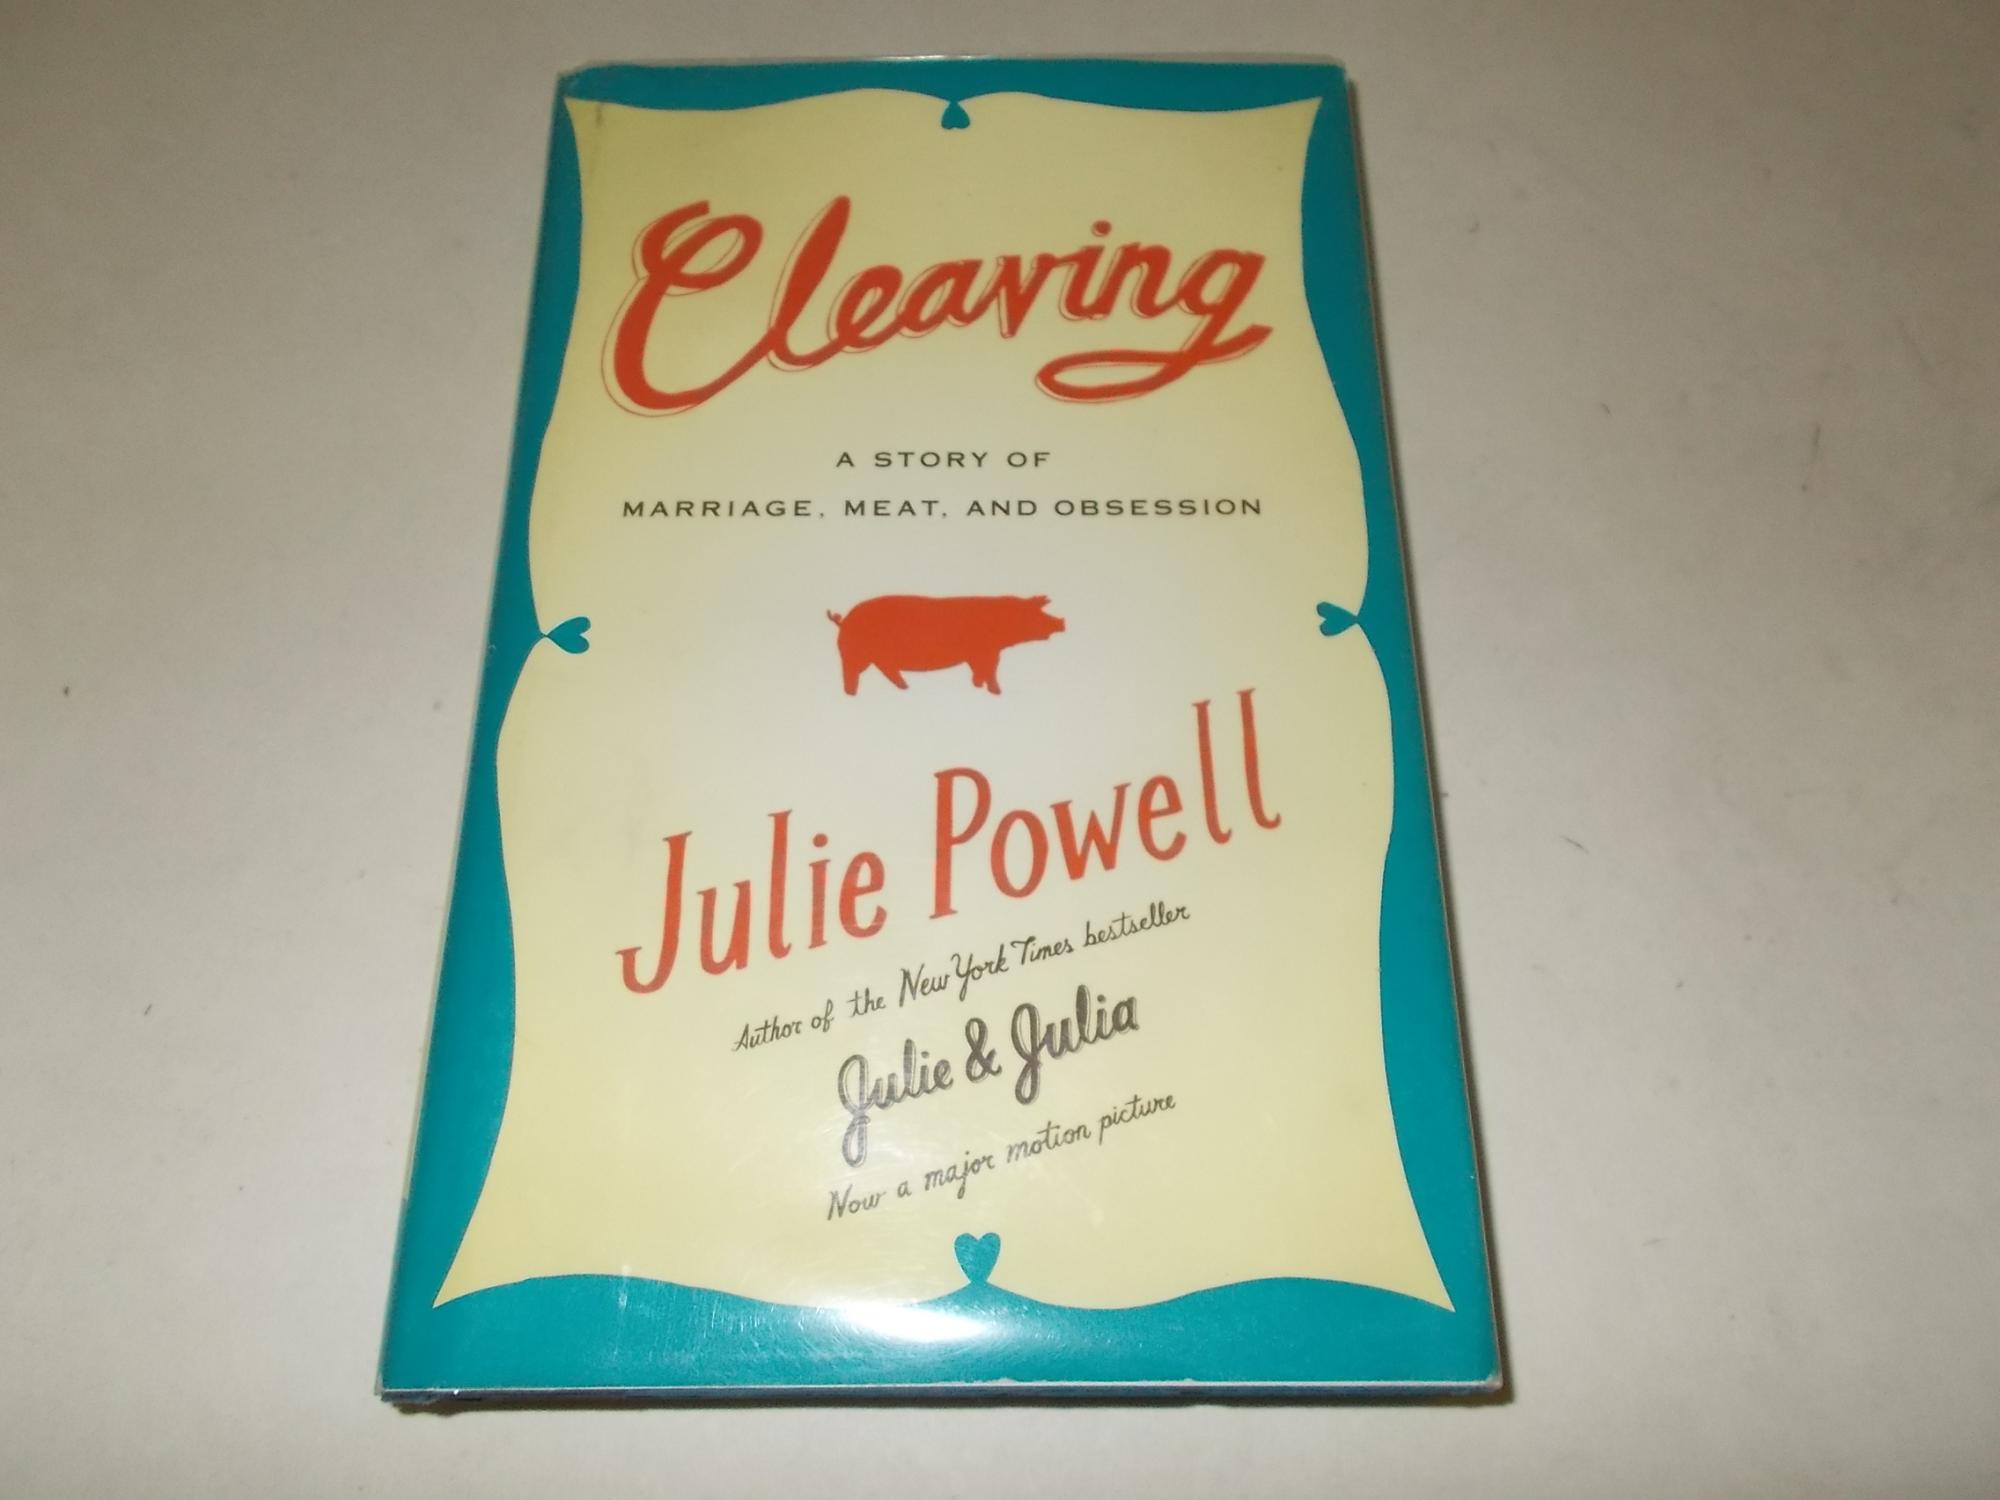 Cleaving
A STORY OF
MARRIAGE, MEAT, AND OBSESSION
Julie Powell
Author of the New York Times bestseller
Julie & Julia
Now a major motion picture